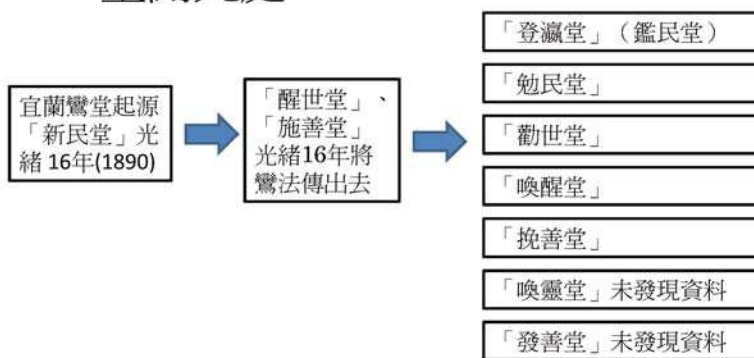 宜蘭鸞堂起源
「新民堂」光
緒 16年(1890)
「醒世堂」、
「施善堂」
光緒16年將
鸞法傳出去
「登瀛堂」（鑑民堂）
「勉民堂」
「勸世堂」
「喚醒堂」
「挽善堂」
「喚靈堂」未發現資料
「發善堂」未發現資料